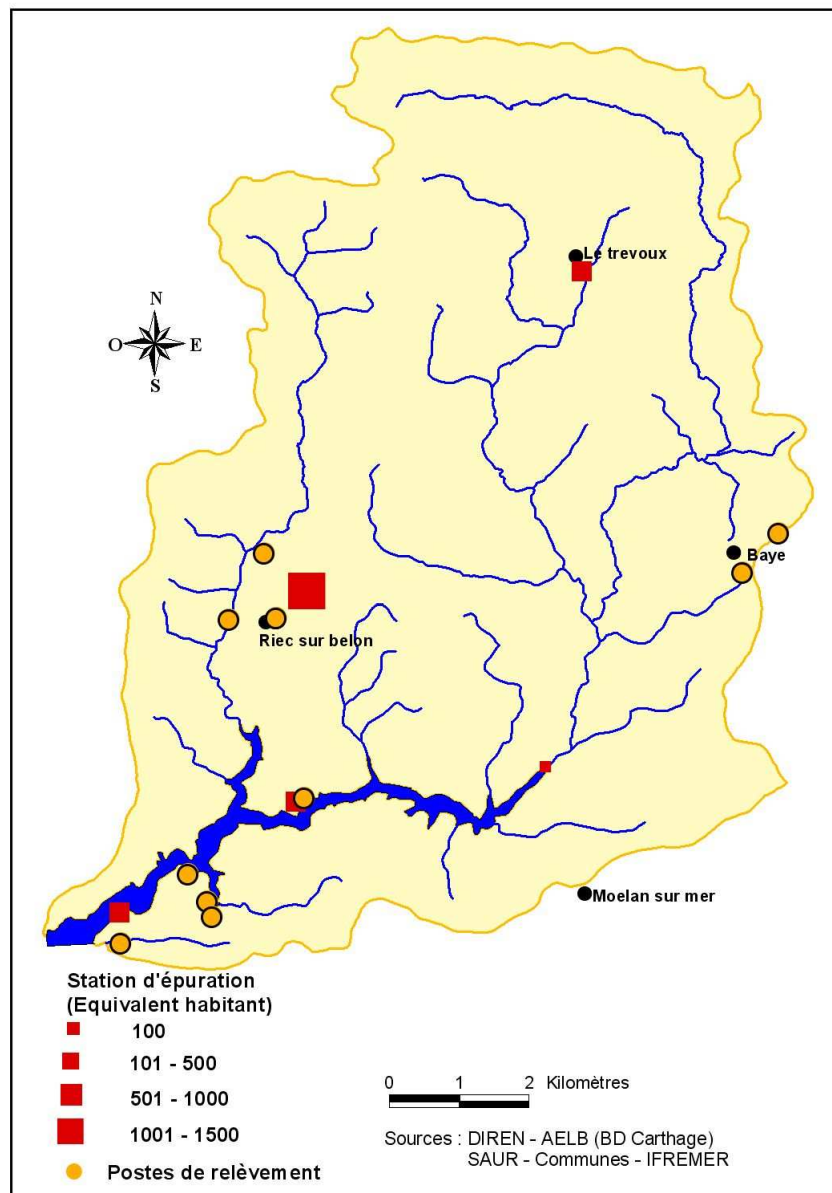 Le trevoux
N
O E
S
Baye
Riec sur belon
Moelan sur mer
Station d'épuration
(Equivalent habitant)
100
101 - 500
501 - 1000
1001 - 1500
Postes de relèvement
0 1 2 Kilomètres
Sources : DIREN - AELB (BD Carthage)
SAUR - Communes - IFREMER